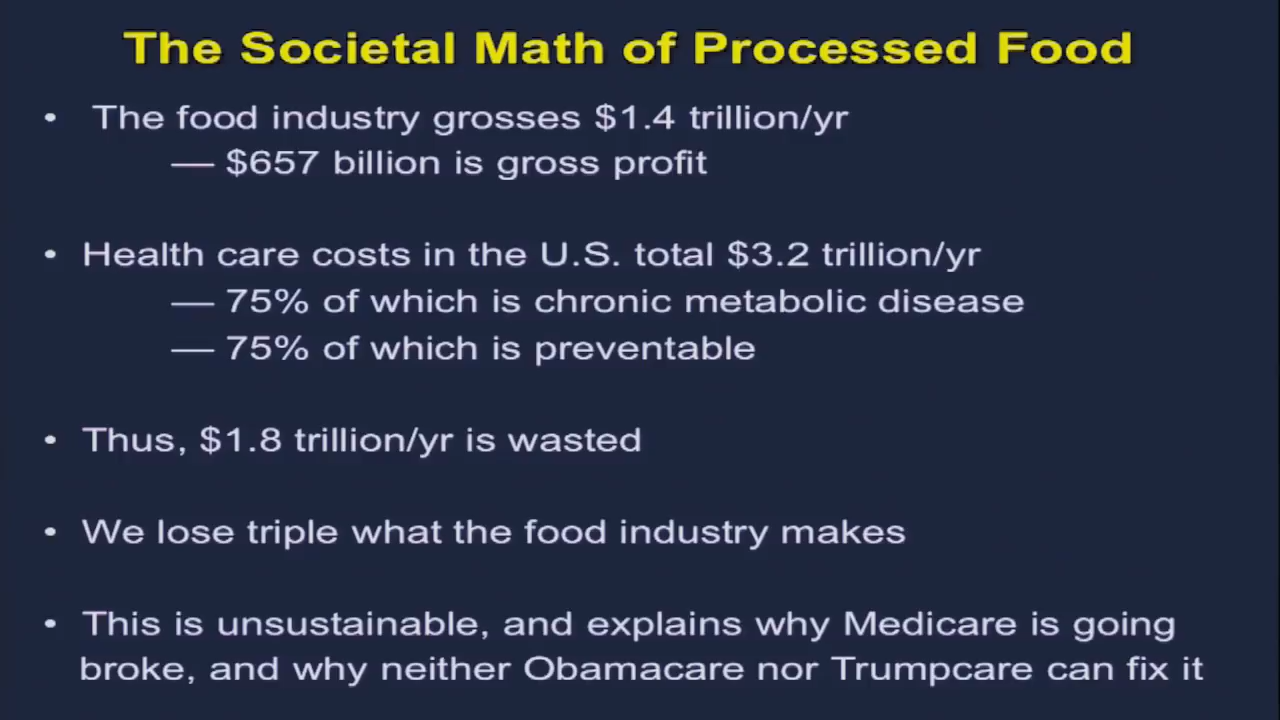 The Societal Math of Processed Food
• The food industry grosses $1.4 trillion/yr
— $657 billion is gross profit
• Health care costs in the U.S. total $3.2 trillion/yr
— 75% of which is chronic metabolic disease
— 75% of which is preventable
• Thus, $1.8 trillion/yr is wasted
• We lose triple what the food industry makes
• This is unsustainable, and explains why Medicare is going
broke, and why neither Obamacare nor Trumpcare can fix it